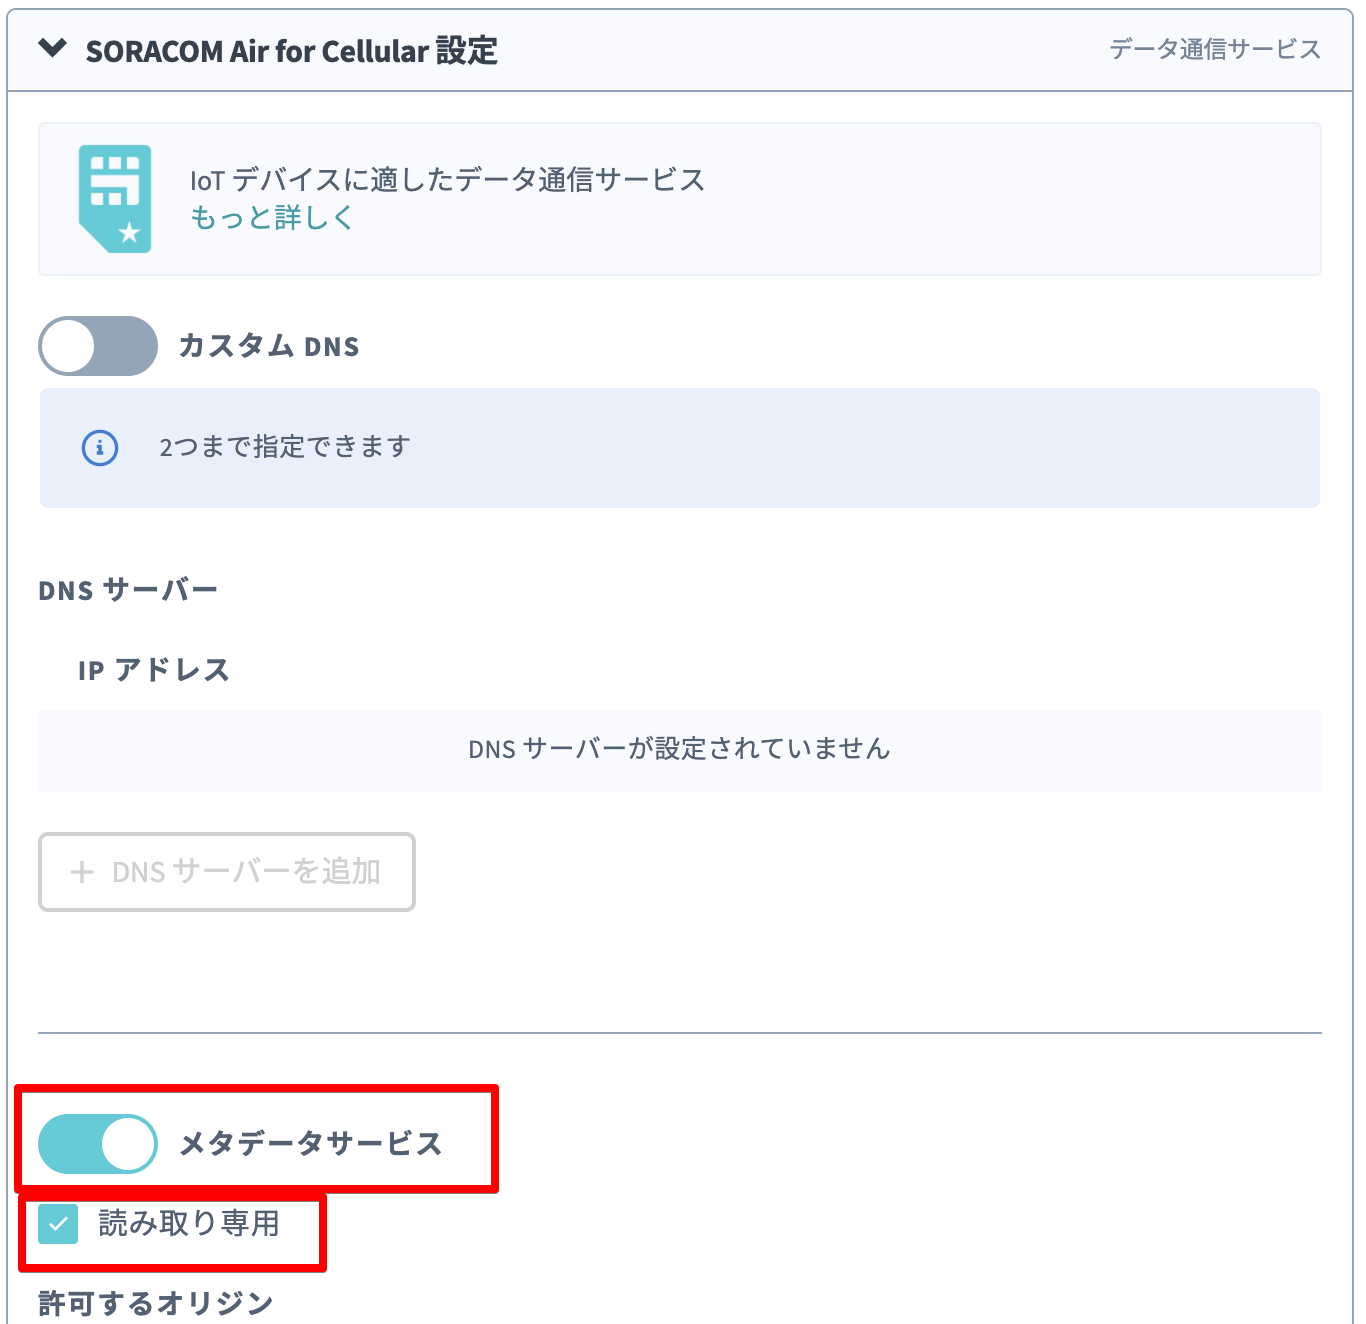 SORACOM Air for Cellular 設定
データ通信サービス
IoT デバイスに適したデータ通信サービス
もっと詳しく
カスタム DNS
2つまで指定できます
DNS サーバー
IP アドレス
DNS サーバーが設定されていません
+ DNS サーバーを追加
メタデータサービス
読み取り専用
許可するオリジン